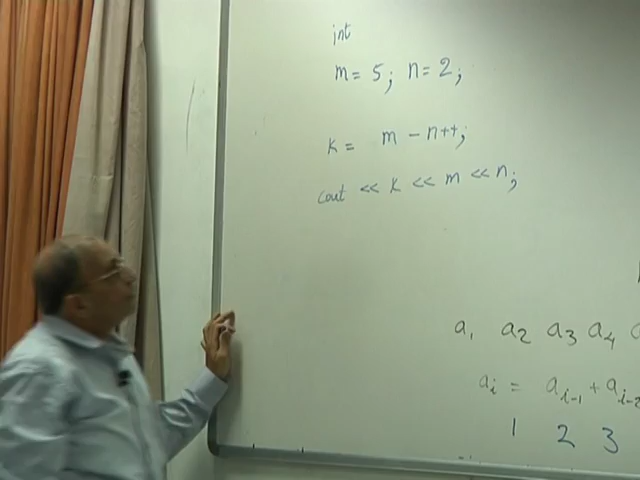 int
m = 5; n = 2;
k = m - n++;
cout << k << m << n;
a₁ a₂ a₃ a₄
aᵢ = aᵢ₋₁ + aᵢ₋₂
1 2 3